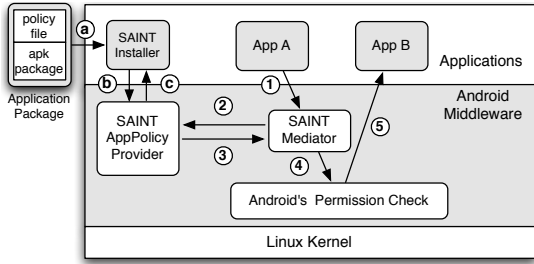 policy
file
apk
package
Application
Package
a
SAINT
Installer
App A
App B
Applications
b
c
1
Android
Middleware
SAINT
AppPolicy
Provider
2
3
SAINT
Mediator
4
5
Android's Permission Check
Linux Kernel